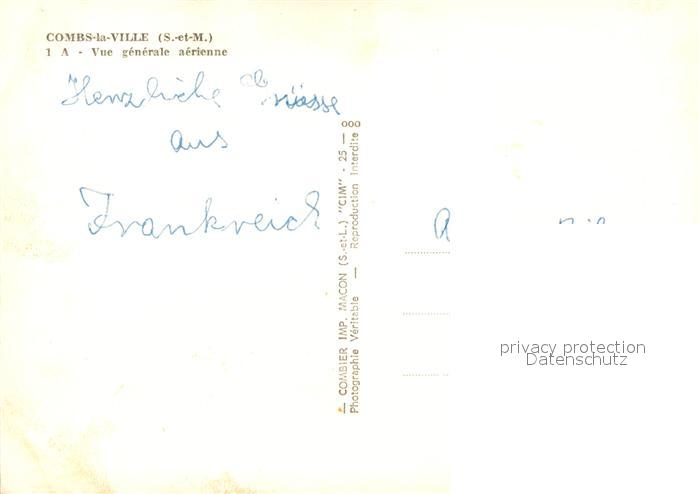 COMBS-la-VILLE (S.-et-M.)
1 A - Vue générale aérienne
Herzliche Grüsse
aus
Frankreich
— COMBIER IMP. MACON (S.-et-L.) "CIM" - 25 — 000
Photographie Véritable — Reproduction Interdite
A
privacy protection
Datenschutz